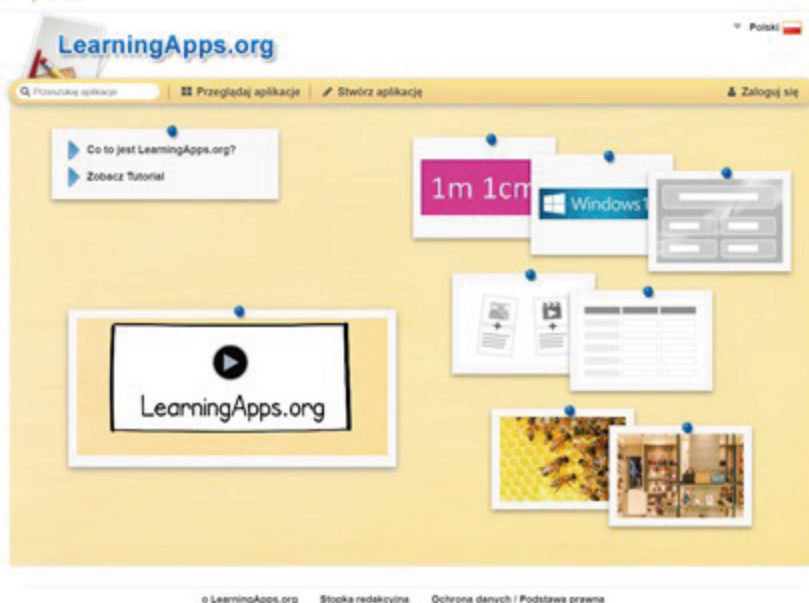 Polski
LearningApps.org
Przeszukaj aplikacje
Przeglądaj aplikacje
Stwórz aplikację
Zaloguj się
Co to jest LearningApps.org?
Zobacz Tutorial
1m 1cm
Windows1
LearningApps.org
o LearningApps.org Stopka redakcyjna Ochrona danych / Podstawa prawna